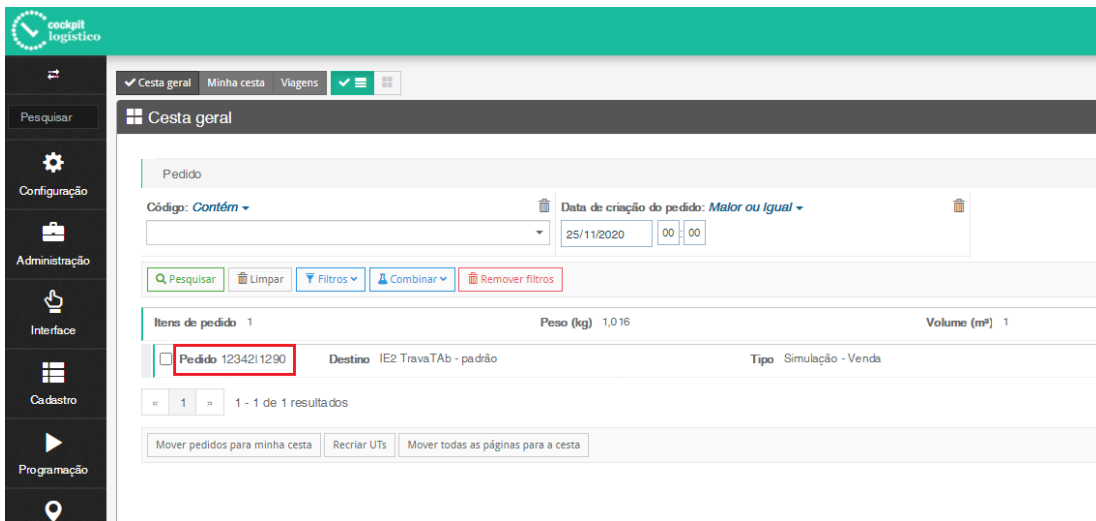 cockpit
logístico
Cesta geral Minha cesta Viagens
Pesquisar
Cesta geral
Configuração
Administração
Interface
Cadastro
Programação
Pedido
Código: Contém Data de criação do pedido: Maior ou Igual
25/11/2020 00 : 00
Pesquisar Limpar Filtros Combinar Remover filtros
Itens de pedido 1 Peso (kg) 1,016 Volume (m³) 1
Pedido 12342|1290 Destino IE2 TravaTAb - padrão Tipo Simulação - Venda
« 1 » 1 - 1 de 1 resultados
Mover pedidos para minha cesta Recriar UTs Mover todas as páginas para a cesta